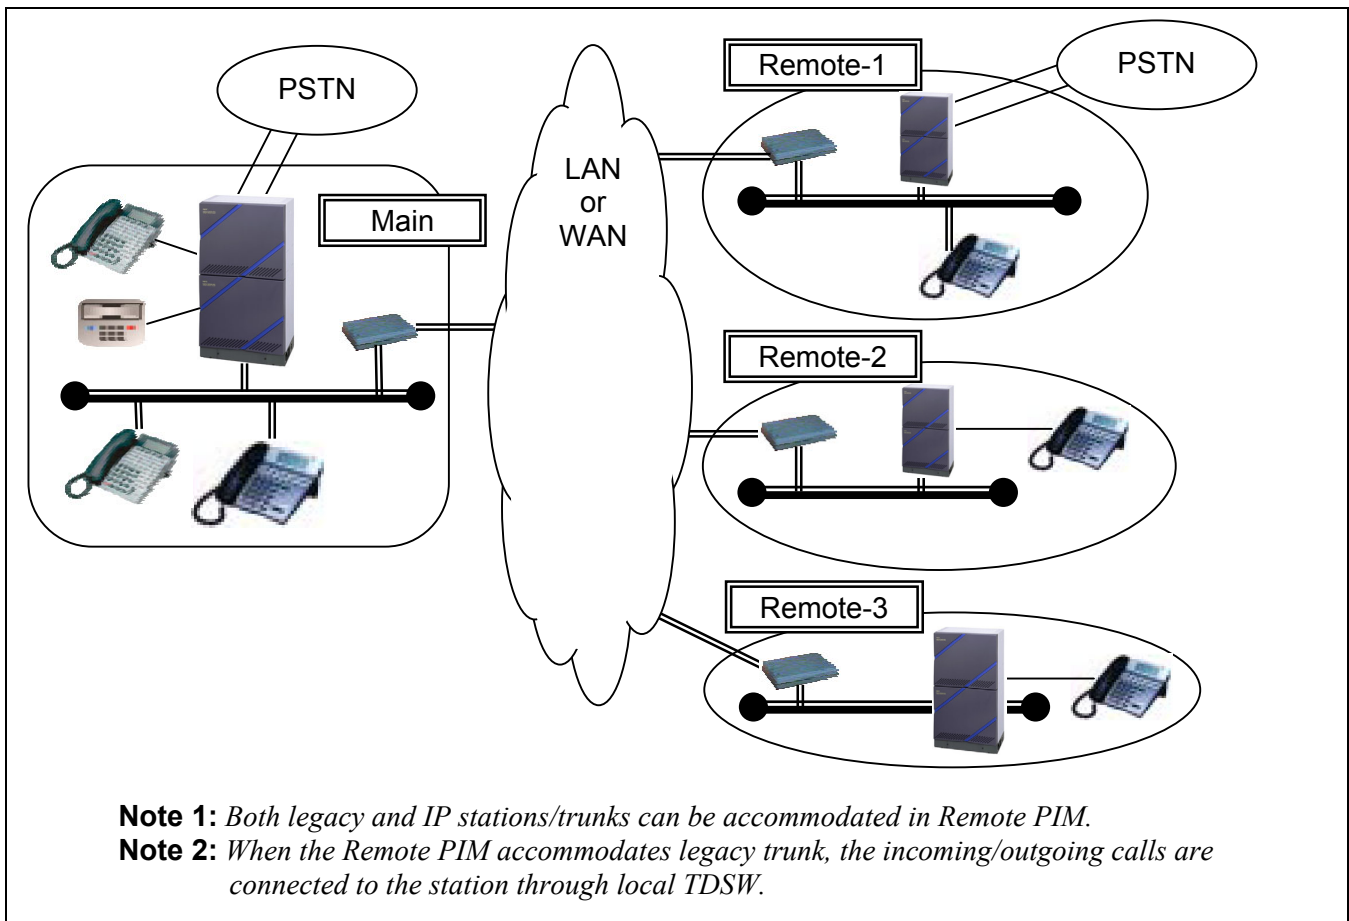 PSTN
Main
LAN
or
WAN
Remote-1
PSTN
Remote-2
Remote-3
Note 1: Both legacy and IP stations/trunks can be accommodated in Remote PIM.
Note 2: When the Remote PIM accommodates legacy trunk, the incoming/outgoing calls are
connected to the station through local TDSW.